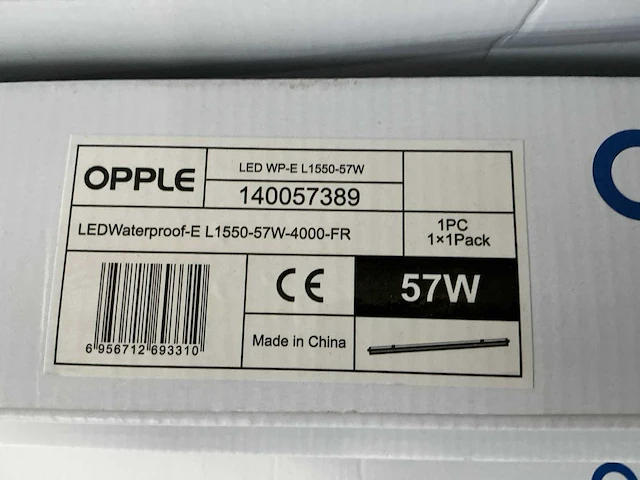 OPPLE
LED WP-E L1550-57W
140057389
LEDWaterproof-E L1550-57W-4000-FR
1PC
1×1Pack
CE
57W
Made in China
6 956712 693310